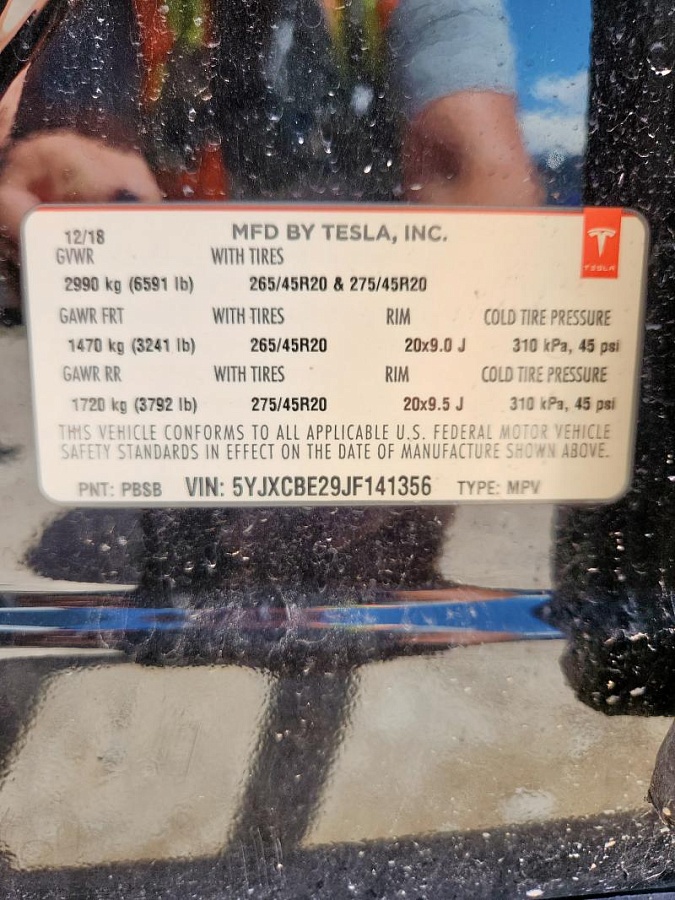 12/18 MFD BY TESLA, INC.
TESLA
GVWR WITH TIRES
2990 kg (6591 lb) 265/45R20 & 275/45R20
GAWR FRT WITH TIRES RIM COLD TIRE PRESSURE
1470 kg (3241 lb) 265/45R20 20x9.0 J 310 kPa, 45 psi
GAWR RR WITH TIRES RIM COLD TIRE PRESSURE
1720 kg (3792 lb) 275/45R20 20x9.5 J 310 kPa, 45 psi
THIS VEHICLE CONFORMS TO ALL APPLICABLE U.S. FEDERAL MOTOR VEHICLE
SAFETY STANDARDS IN EFFECT ON THE DATE OF MANUFACTURE SHOWN ABOVE.
PNT: PBSB VIN: 5YJXCBE29JF141356 TYPE: MPV